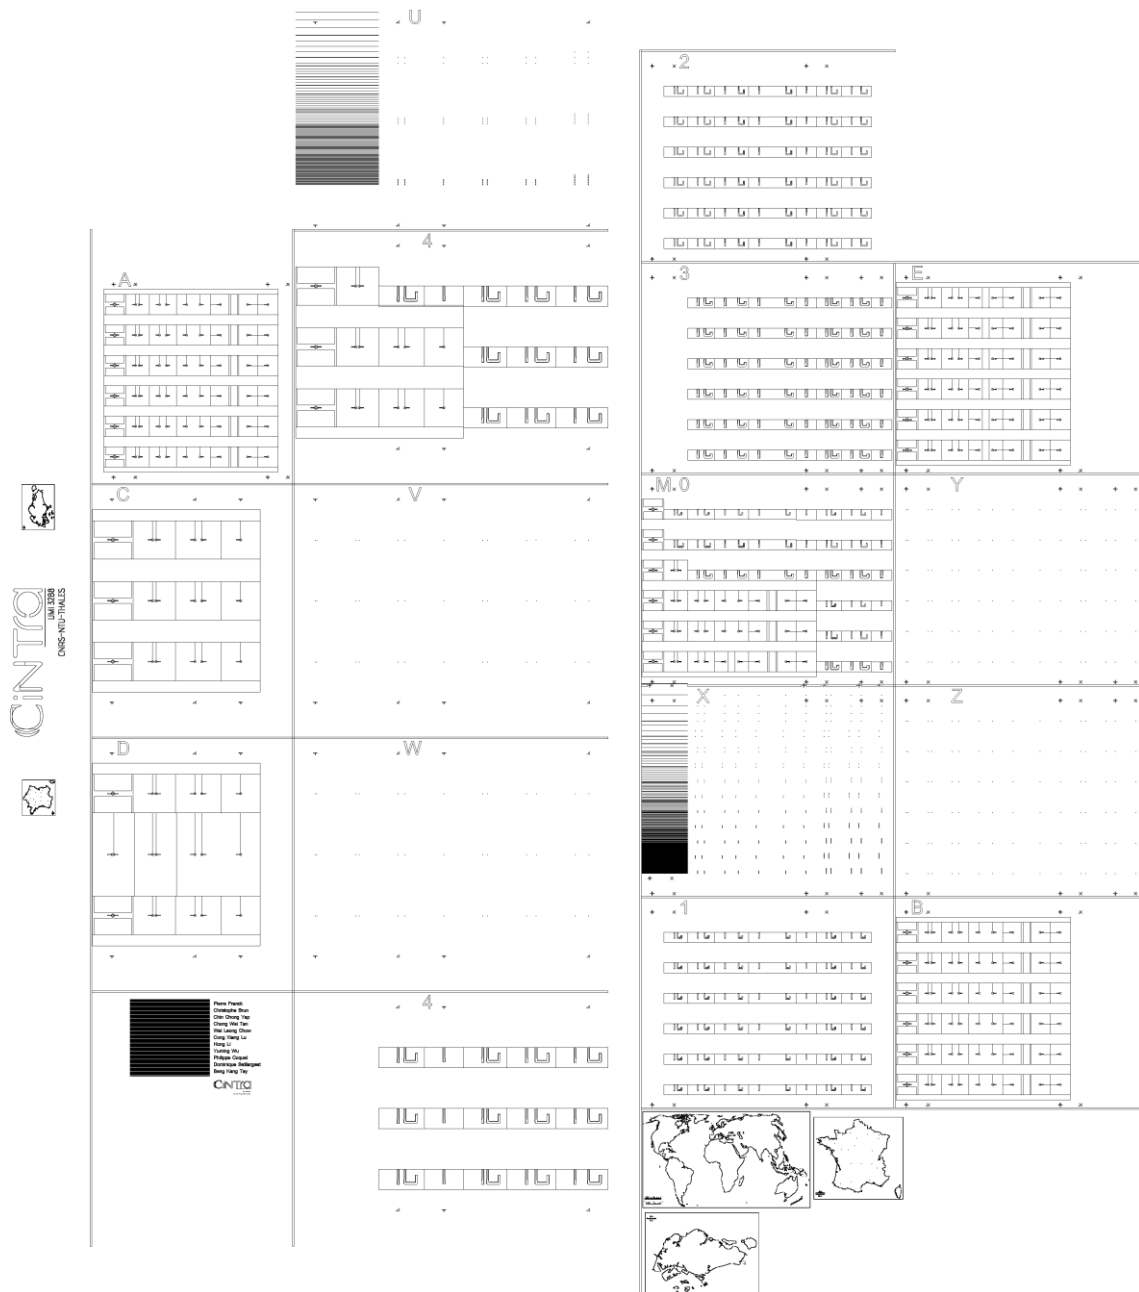 U
2
4
A
3
E
C
V
M.0
Y
CiNTRA
UMI 3288
CNRS-NTU-THALES
D
W
X
Z
1
B
4
Pierre Franck
Christophe Brun
Chin Chong Yap
Chong Wei Tan
Wai Leong Chow
Cong Xiang Lu
Hong Li
Yuming Wu
Philippe Coquet
Dominique Baillargeat
Beng Kang Tay
CiNTRA